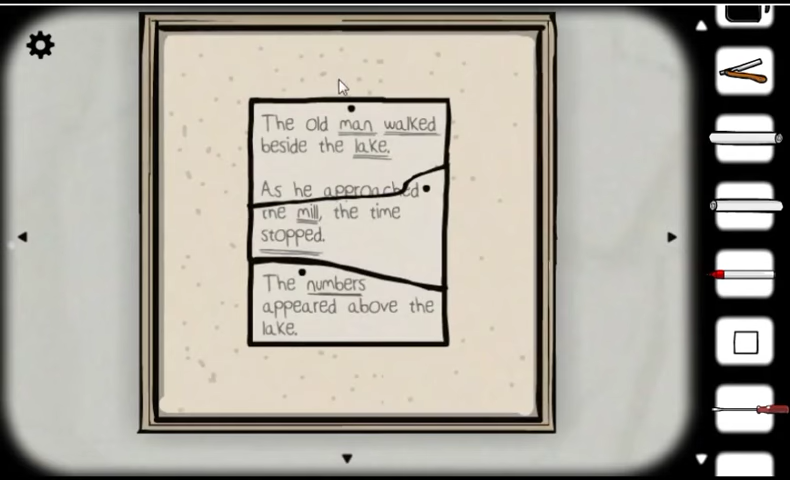 The old man walked
beside the lake.
As he approached
the mill, the time
stopped.
The numbers
appeared above the
lake.